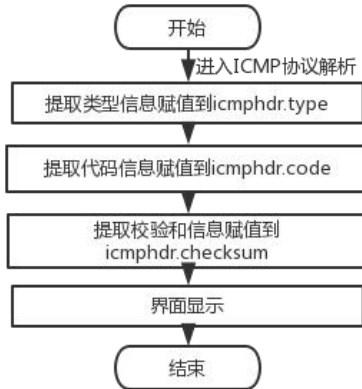 开始
进入ICMP协议解析
提取类型信息赋值到icmphdr.type
提取代码信息赋值到icmphdr.code
提取校验和信息赋值到
icmphdr.checksum
界面显示
结束